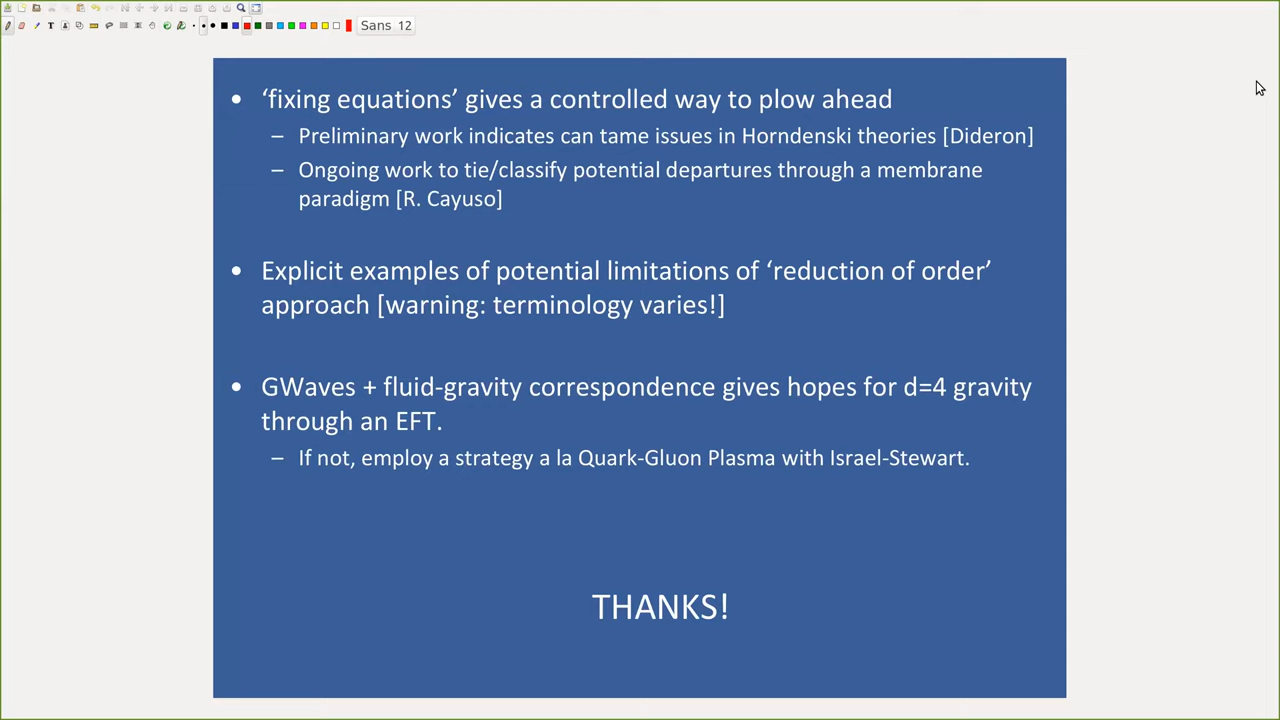 Sans 12
• ‘fixing equations’ gives a controlled way to plow ahead
– Preliminary work indicates can tame issues in Horndenski theories [Dideron]
– Ongoing work to tie/classify potential departures through a membrane
paradigm [R. Cayuso]
• Explicit examples of potential limitations of ‘reduction of order’
approach [warning: terminology varies!]
• GWaves + fluid-gravity correspondence gives hopes for d=4 gravity
through an EFT.
– If not, employ a strategy a la Quark-Gluon Plasma with Israel-Stewart.
THANKS!